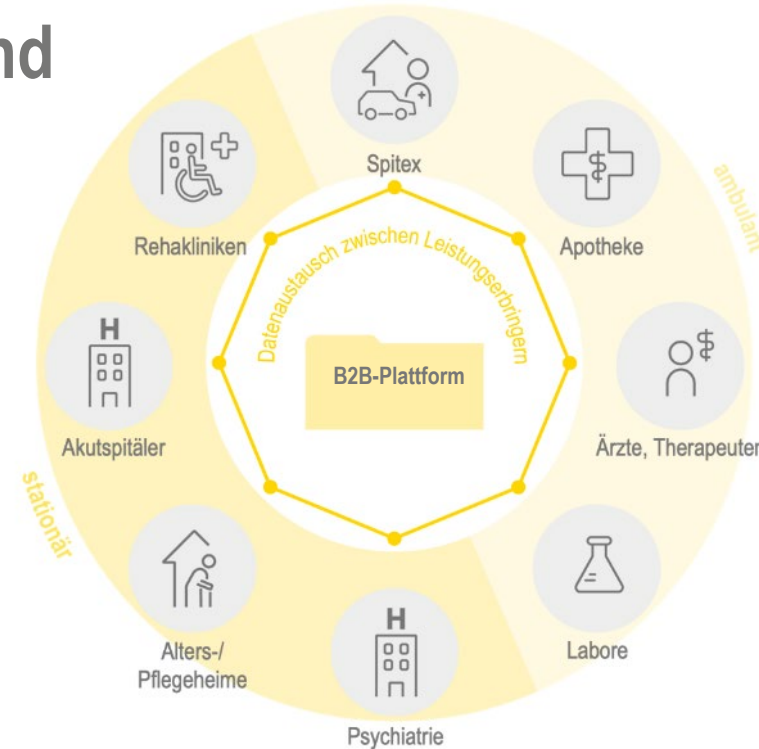 nd
Spitex
Rehakliniken
Apotheke
ambulant
Datenaustausch zwischen Leistungserbringern
B2B-Plattform
H
Akutspitäler
Ärzte, Therapeuten
stationär
Alters-/
Pflegeheime
Labore
H
Psychiatrie